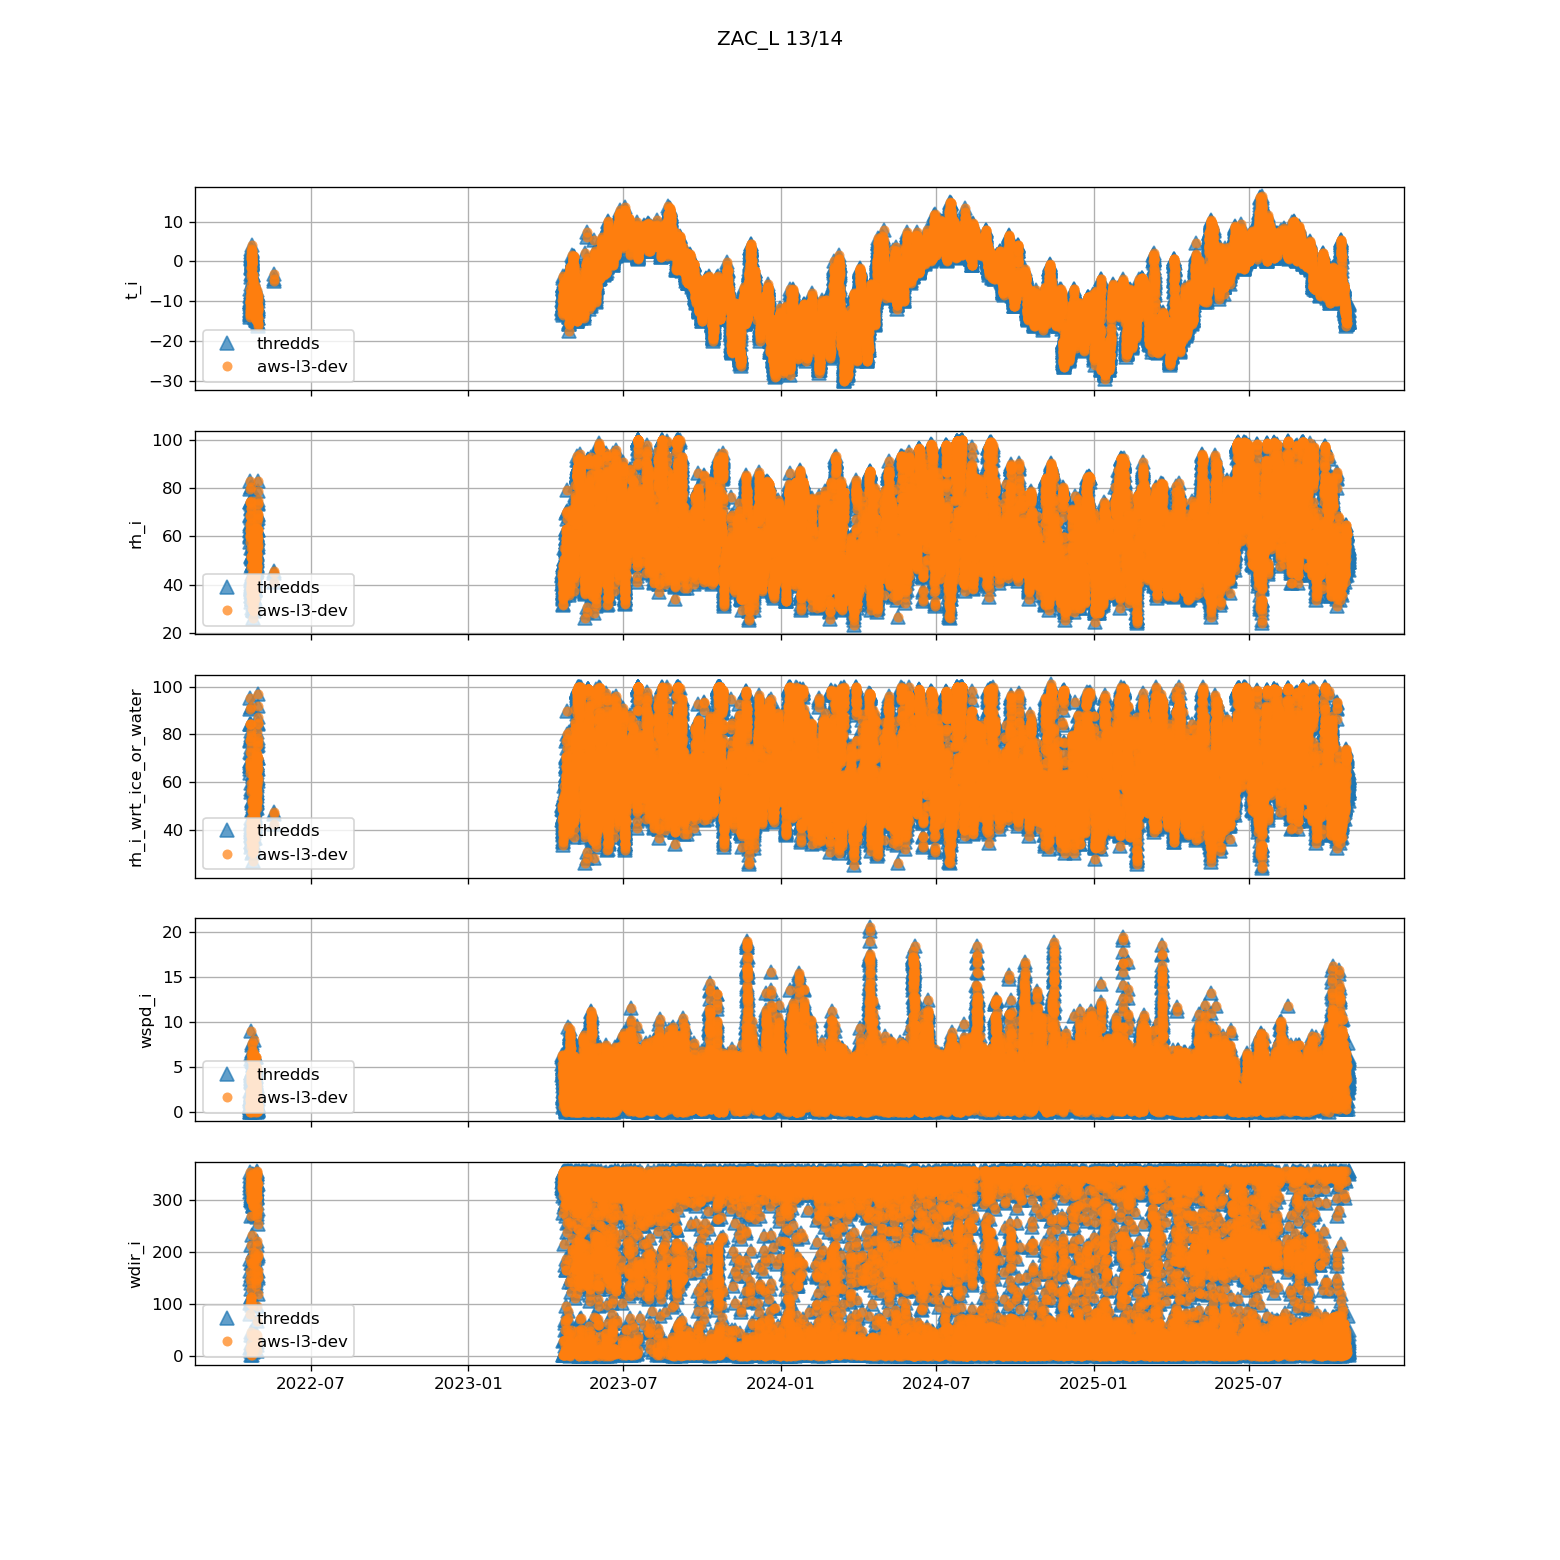 ZAC_L 13/14
t_i
10
0
−10
−20
−30
thredds
aws-l3-dev
rh_i
100
80
60
40
20
thredds
aws-l3-dev
rh_i_wrt_ice_or_water
100
80
60
40
thredds
aws-l3-dev
wspd_i
20
15
10
5
0
thredds
aws-l3-dev
wdir_i
300
200
100
0
thredds
aws-l3-dev
2022-07 2023-01 2023-07 2024-01 2024-07 2025-01 2025-07